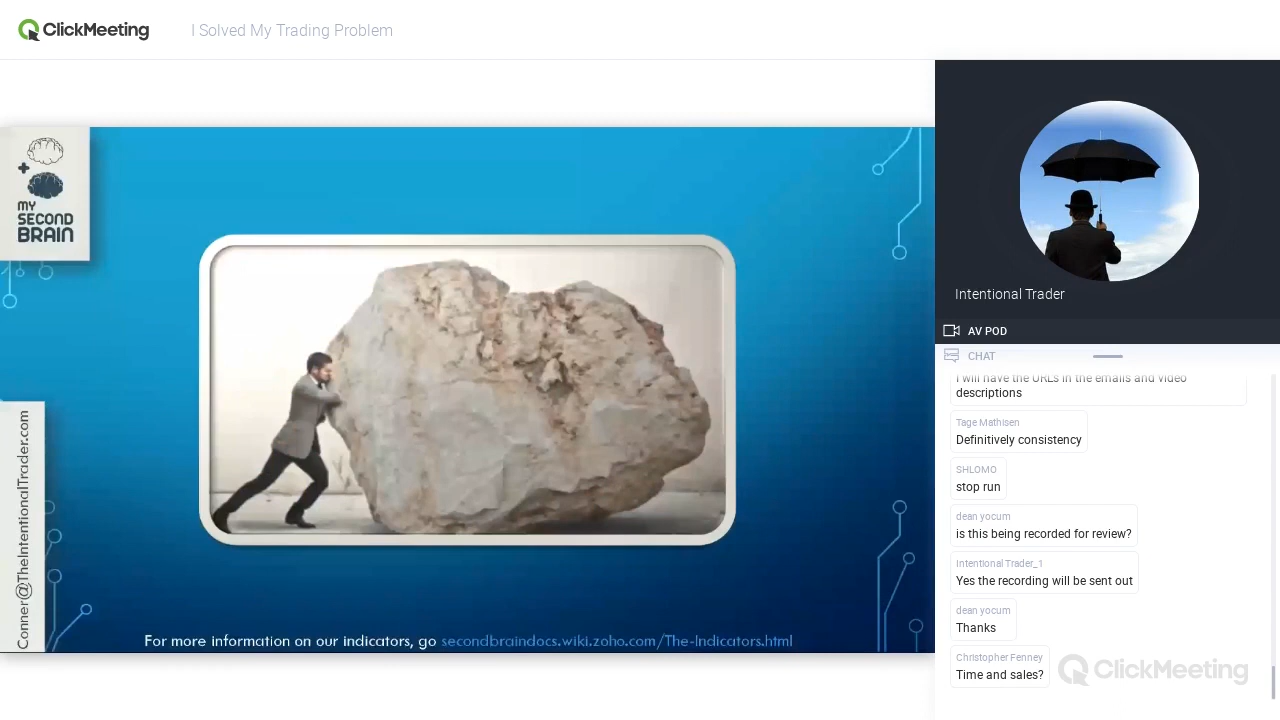 ClickMeeting
I Solved My Trading Problem
+
MY
SECOND
BRAIN
Conner@TheIntentionalTrader.com
For more information on our indicators, go secondbraindocs.wiki.zoho.com/The-Indicators.html
Intentional Trader
AV POD
CHAT
I will have the URLs in the emails and video
descriptions
Tage Mathisen
Definitively consistency
SHLOMO
stop run
dean yocum
is this being recorded for review?
Intentional Trader_1
Yes the recording will be sent out
dean yocum
Thanks
Christopher Fenney
Time and sales?
ClickMeeting